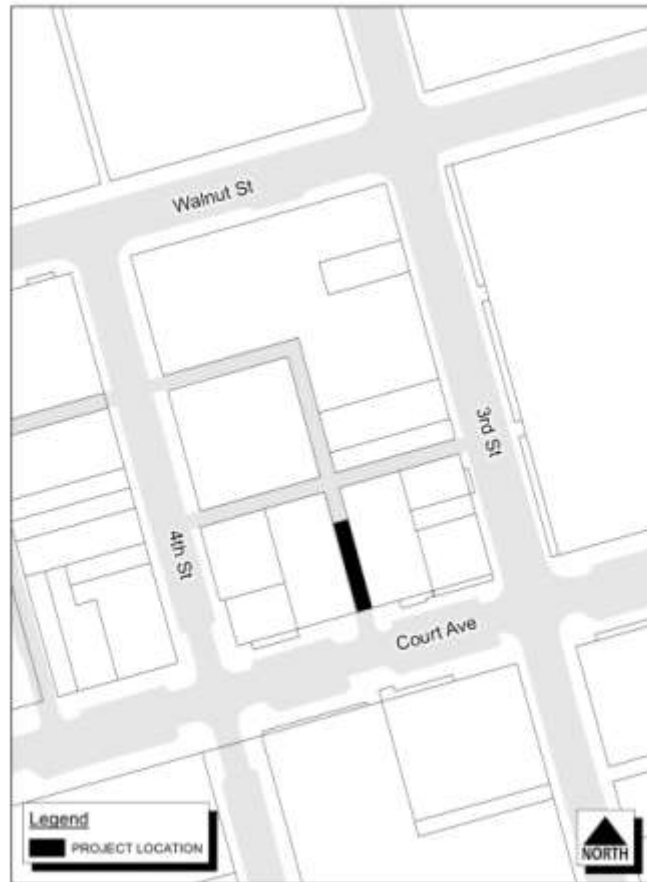 Walnut St
3rd St
4th St
Court Ave
Legend
PROJECT LOCATION
NORTH